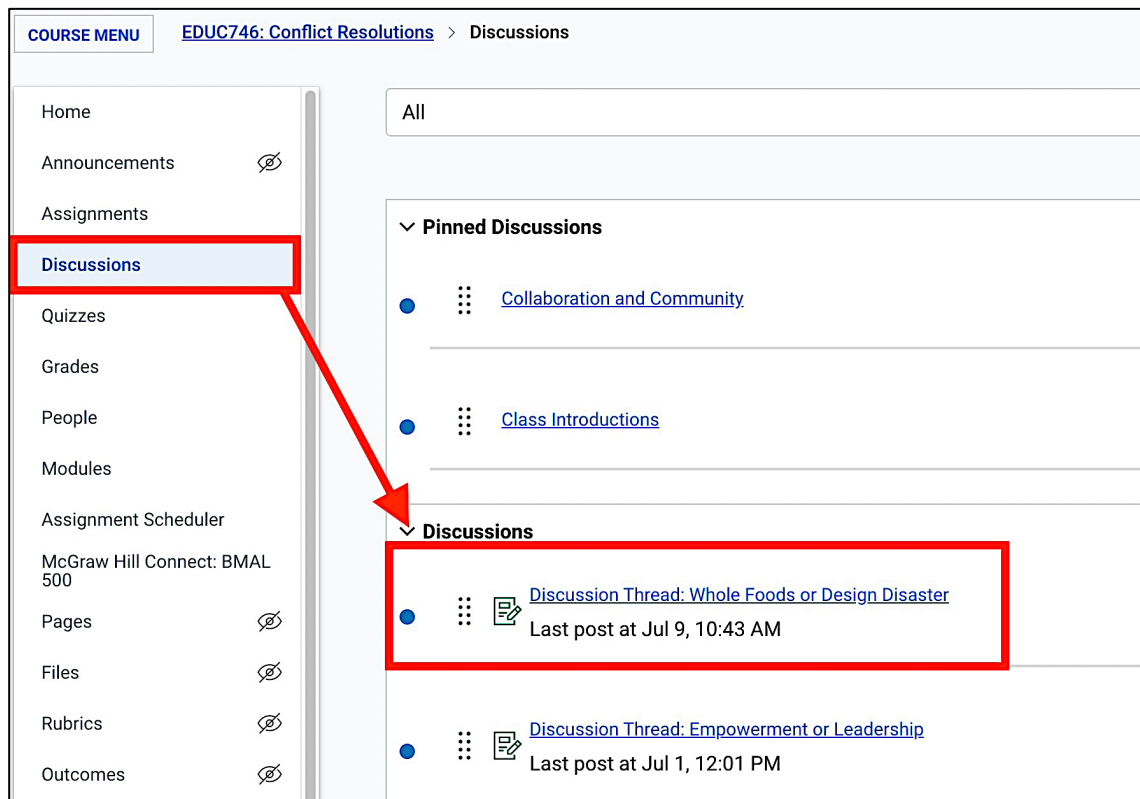 COURSE MENU
EDUC746: Conflict Resolutions > Discussions
Home
Announcements
Assignments
Discussions
Quizzes
Grades
People
Modules
Assignment Scheduler
McGraw Hill Connect: BMAL
500
Pages
Files
Rubrics
Outcomes
All
Pinned Discussions
Collaboration and Community
Class Introductions
Discussions
Discussion Thread: Whole Foods or Design Disaster
Last post at Jul 9, 10:43 AM
Discussion Thread: Empowerment or Leadership
Last post at Jul 1, 12:01 PM